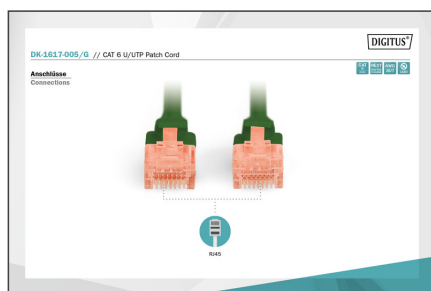 DIGITUS®
DK-1617-005/G // CAT 6 U/UTP Patch Cord
Anschlüsse
Connections
RJ45